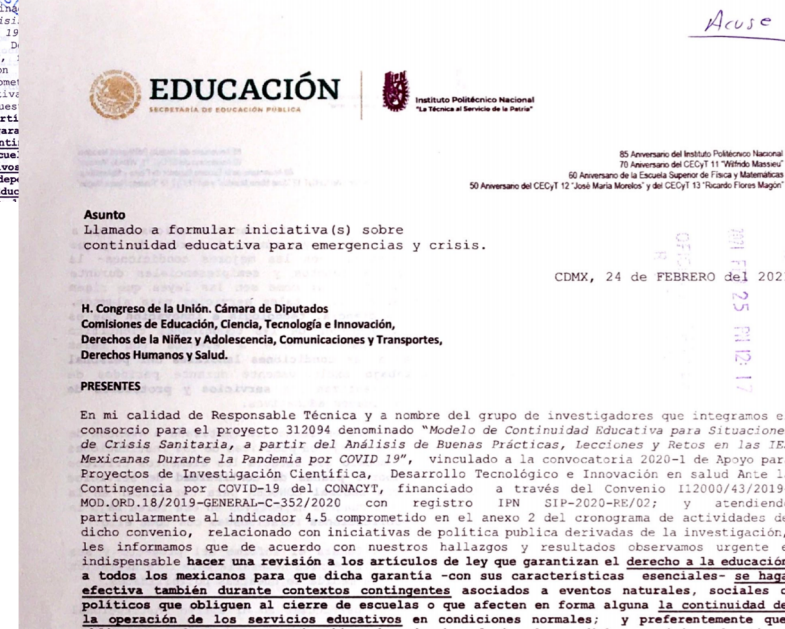 Acuse
EDUCACIÓN
SECRETARÍA DE EDUCACIÓN PÚBLICA
Instituto Politécnico Nacional
"La Técnica al Servicio de la Patria"
85 Aniversario del Instituto Politécnico Nacional
70 Aniversario del CECyT 11 "Wilfrido Massieu"
60 Aniversario de la Escuela Superior de Física y Matemáticas
50 Aniversario del CECyT 12 "José María Morelos" y del CECyT 13 "Ricardo Flores Magón"
Asunto
Llamado a formular iniciativa(s) sobre
continuidad educativa para emergencias y crisis.
CDMX, 24 de FEBRERO del 202
2021 25 PM 12: 17
H. Congreso de la Unión. Cámara de Diputados
Comisiones de Educación, Ciencia, Tecnología e Innovación,
Derechos de la Niñez y Adolescencia, Comunicaciones y Transportes,
Derechos Humanos y Salud.
PRESENTES
En mi calidad de Responsable Técnica y a nombre del grupo de investigadores que integramos e
consorcio para el proyecto 312094 denominado "Modelo de Continuidad Educativa para Situacione
de Crisis Sanitaria, a partir del Análisis de Buenas Prácticas, Lecciones y Retos en las IE
Mexicanas Durante la Pandemia por COVID 19", vinculado a la convocatoria 2020-1 de Apoyo par
Proyectos de Investigación Científica, Desarrollo Tecnológico e Innovación en salud Ante l
Contingencia por COVID-19 del CONACYT, financiado a través del Convenio I12000/43/2019
MOD.ORD.18/2019-GENERAL-C-352/2020 con registro IPN SIP-2020-RE/02; y atendiend
particularmente al indicador 4.5 comprometido en el anexo 2 del cronograma de actividades de
dicho convenio, relacionado con iniciativas de política publica derivadas de la investigación,
les informamos que de acuerdo con nuestros hallazgos y resultados observamos urgente e
indispensable hacer una revisión a los artículos de ley que garantizan el derecho a la educación
a todos los mexicanos para que dicha garantía -con sus características esenciales- se haga
efectiva también durante contextos contingentes asociados a eventos naturales, sociales o
políticos que obliguen al cierre de escuelas o que afecten en forma alguna la continuidad de
la operación de los servicios educativos en condiciones normales; y preferentemente que